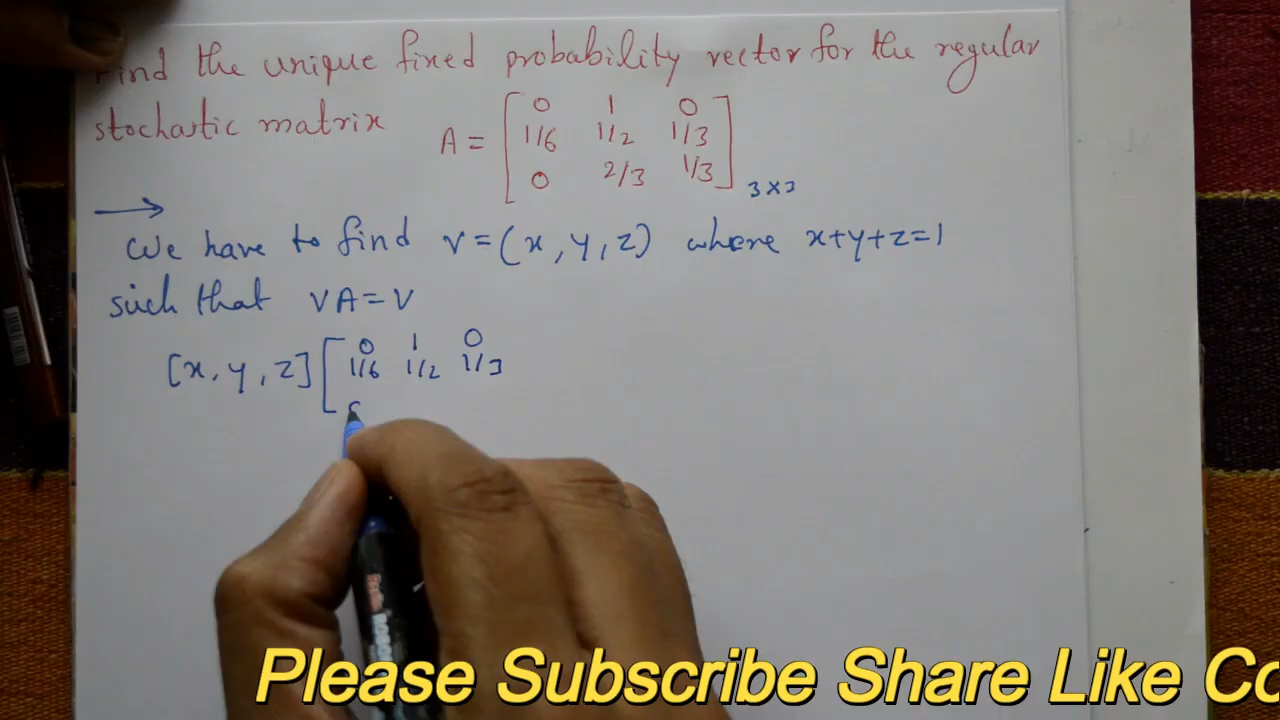 Find the unique fixed probability vector for the regular
stochastic matrix A = [ 0 1 0
1/6 1/2 1/3
0 2/3 1/3 ] 3×3
→ We have to find v = (x, y, z) where x+y+z=1
such that vA = v
[x, y, z] [ 0 1 0
1/6 1/2 1/3
Please Subscribe Share Like Co